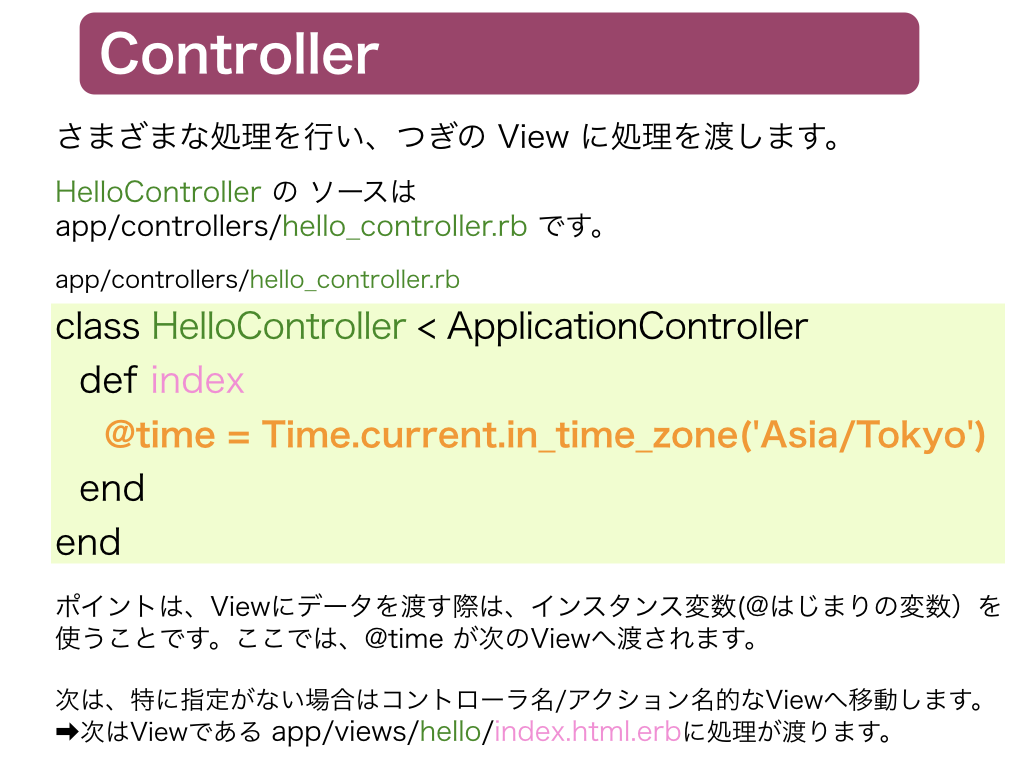 Controller
さまざまな処理を行い、つぎの View に処理を渡します。
HelloController の ソースは
app/controllers/hello_controller.rb です。
app/controllers/hello_controller.rb
class HelloController < ApplicationController
def index
@time = Time.current.in_time_zone('Asia/Tokyo')
end
end
ポイントは、Viewにデータを渡す際は、インスタンス変数(@はじまりの変数）を
使うことです。ここでは、@time が次のViewへ渡されます。
次は、特に指定がない場合はコントローラ名/アクション名的なViewへ移動します。
➡次はViewである app/views/hello/index.html.erbに処理が渡ります。